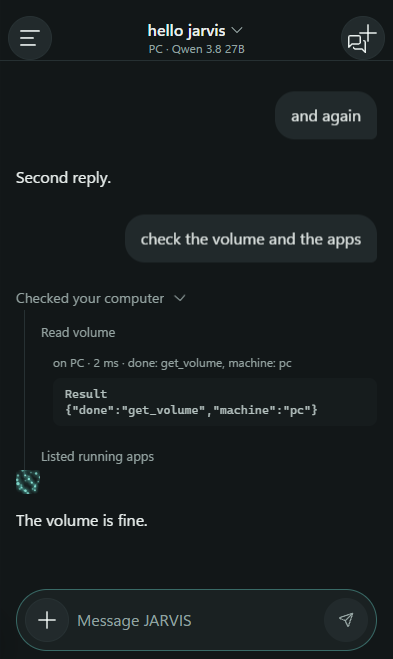 hello jarvis
PC · Qwen 3.8 27B
and again
Second reply.
check the volume and the apps
Checked your computer
Read volume
on PC · 2 ms · done: get_volume, machine: pc
Result
{"done":"get_volume","machine":"pc"}
Listed running apps
The volume is fine.
Message JARVIS